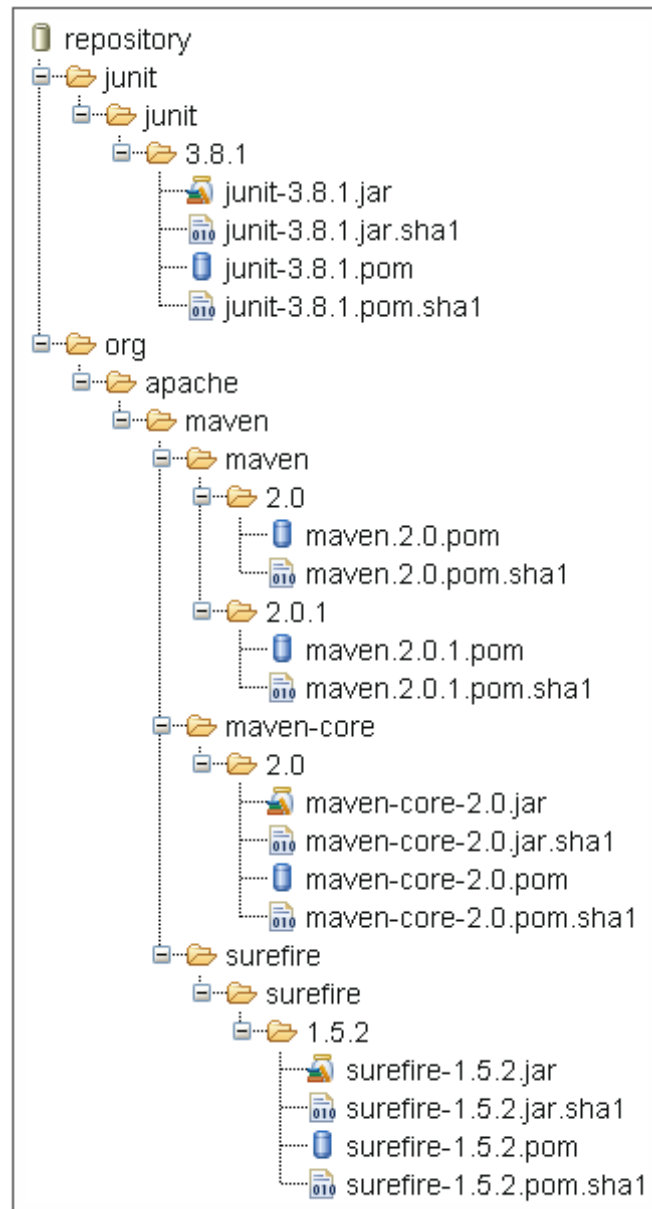 repository
junit
junit
3.8.1
junit-3.8.1.jar
junit-3.8.1.jar.sha1
junit-3.8.1.pom
junit-3.8.1.pom.sha1
org
apache
maven
maven
2.0
maven.2.0.pom
maven.2.0.pom.sha1
2.0.1
maven.2.0.1.pom
maven.2.0.1.pom.sha1
maven-core
2.0
maven-core-2.0.jar
maven-core-2.0.jar.sha1
maven-core-2.0.pom
maven-core-2.0.pom.sha1
surefire
surefire
1.5.2
surefire-1.5.2.jar
surefire-1.5.2.jar.sha1
surefire-1.5.2.pom
surefire-1.5.2.pom.sha1